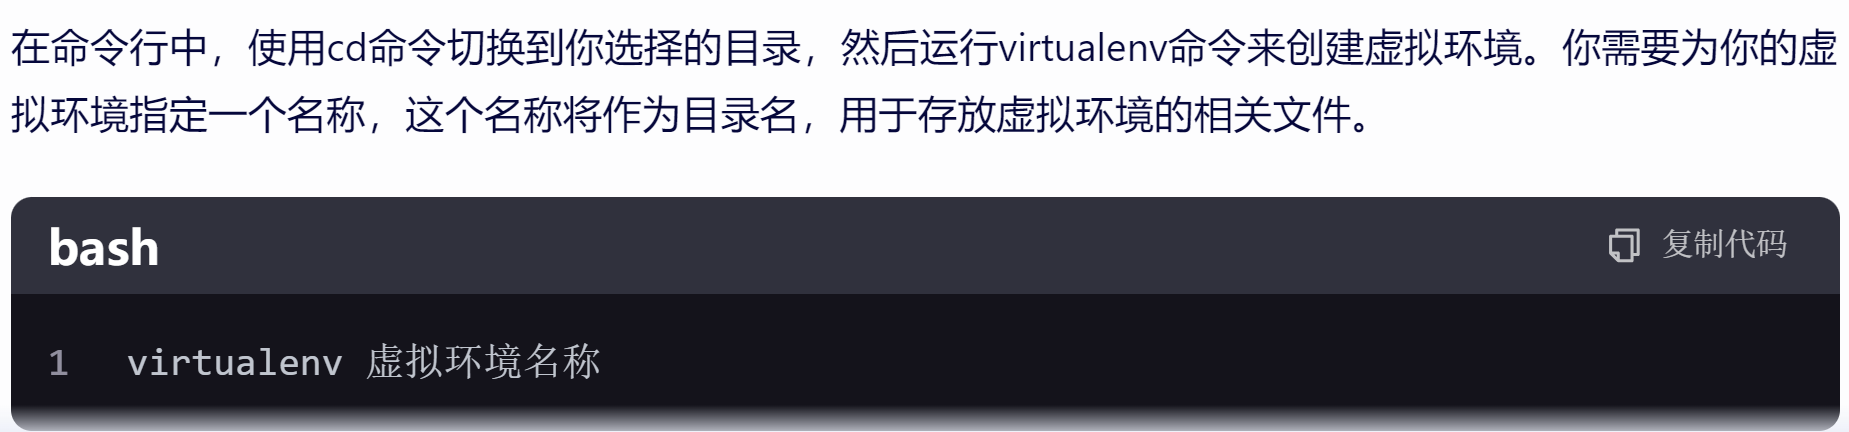 在命令行中，使用cd命令切换到你选择的目录，然后运行virtualenv命令来创建虚拟环境。你需要为你的虚
拟环境指定一个名称，这个名称将作为目录名，用于存放虚拟环境的相关文件。
bash 复制代码
1 virtualenv 虚拟环境名称